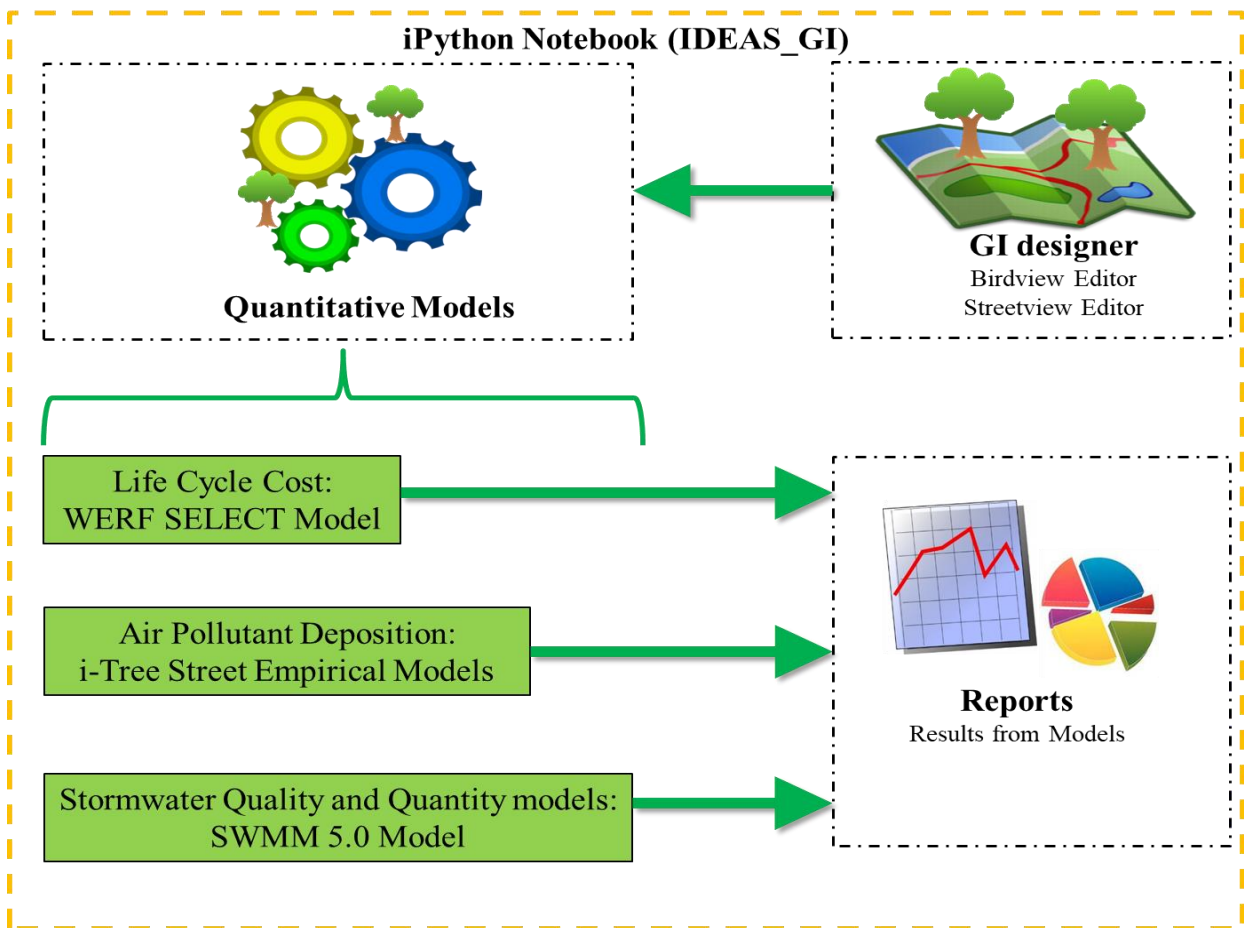 iPython Notebook (IDEAS_GI)
Quantitative Models
GI designer
Birdview Editor
Streetview Editor
Life Cycle Cost:
WERF SELECT Model
Air Pollutant Deposition:
i-Tree Street Empirical Models
Stormwater Quality and Quantity models:
SWMM 5.0 Model
Reports
Results from Models